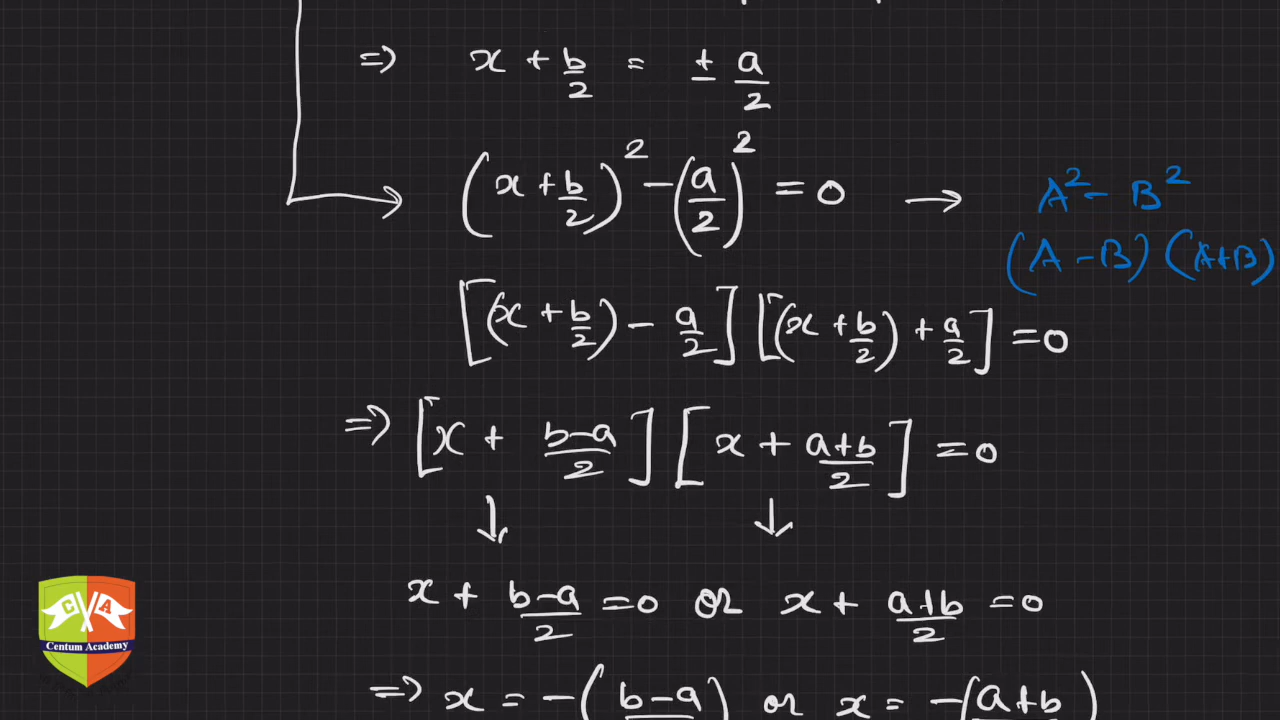 => x + b/2 = ± a/2
(x + b/2)² - (a/2)² = 0 → A² - B²
(A - B) (A+B)
[(x + b/2) - a/2] [(x + b/2) + a/2] = 0
=> [x + b-a/2] [x + a+b/2] = 0
↓ ↓
x + b-a/2 = 0 or x + a+b/2 = 0
=> x = -(b-a) or x = -(a+b)
CA
Centum Academy